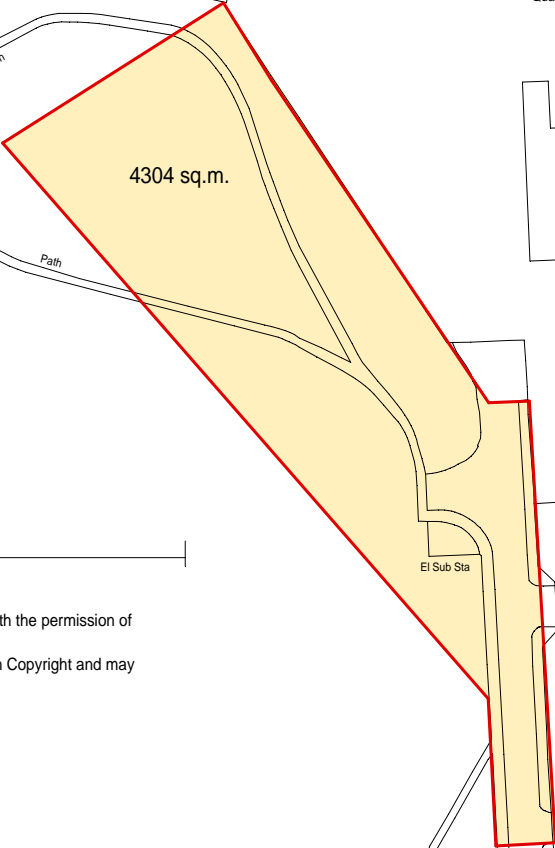 4304 sq.m.
Path
El Sub Sta
th the permission of
Copyright and may